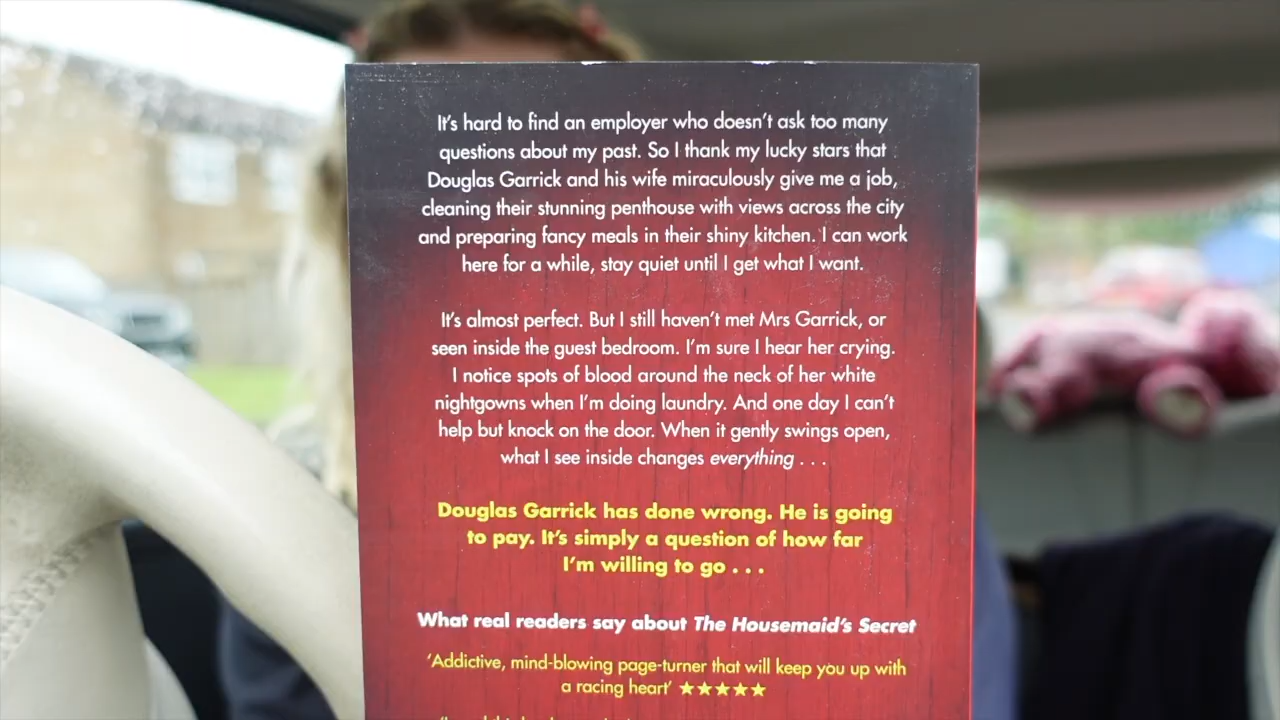 It's hard to find an employer who doesn't ask too many
questions about my past. So I thank my lucky stars that
Douglas Garrick and his wife miraculously give me a job,
cleaning their stunning penthouse with views across the city
and preparing fancy meals in their shiny kitchen. I can work
here for a while, stay quiet until I get what I want.
It's almost perfect. But I still haven't met Mrs Garrick, or
seen inside the guest bedroom. I'm sure I hear her crying.
I notice spots of blood around the neck of her white
nightgowns when I'm doing laundry. And one day I can't
help but knock on the door. When it gently swings open,
what I see inside changes everything . . .
Douglas Garrick has done wrong. He is going
to pay. It's simply a question of how far
I'm willing to go . . .
What real readers say about The Housemaid's Secret
'Addictive, mind-blowing page-turner that will keep you up with
a racing heart' ★★★★★